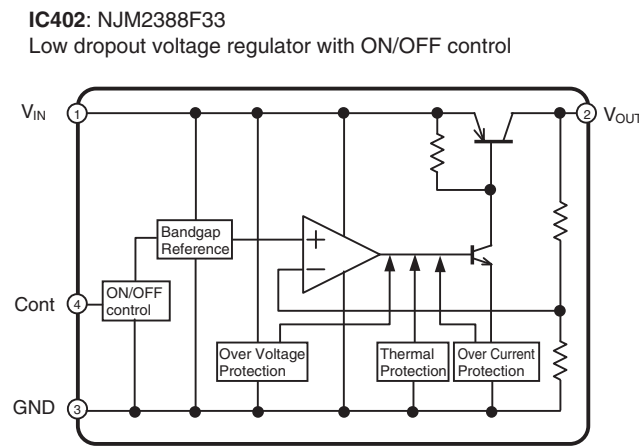 IC402: NJM2388F33
Low dropout voltage regulator with ON/OFF control
VIN
1
2
VOUT
Bandgap
Reference
+
−
Cont
4
ON/OFF
control
Over Voltage
Protection
Thermal
Protection
Over Current
Protection
GND
3